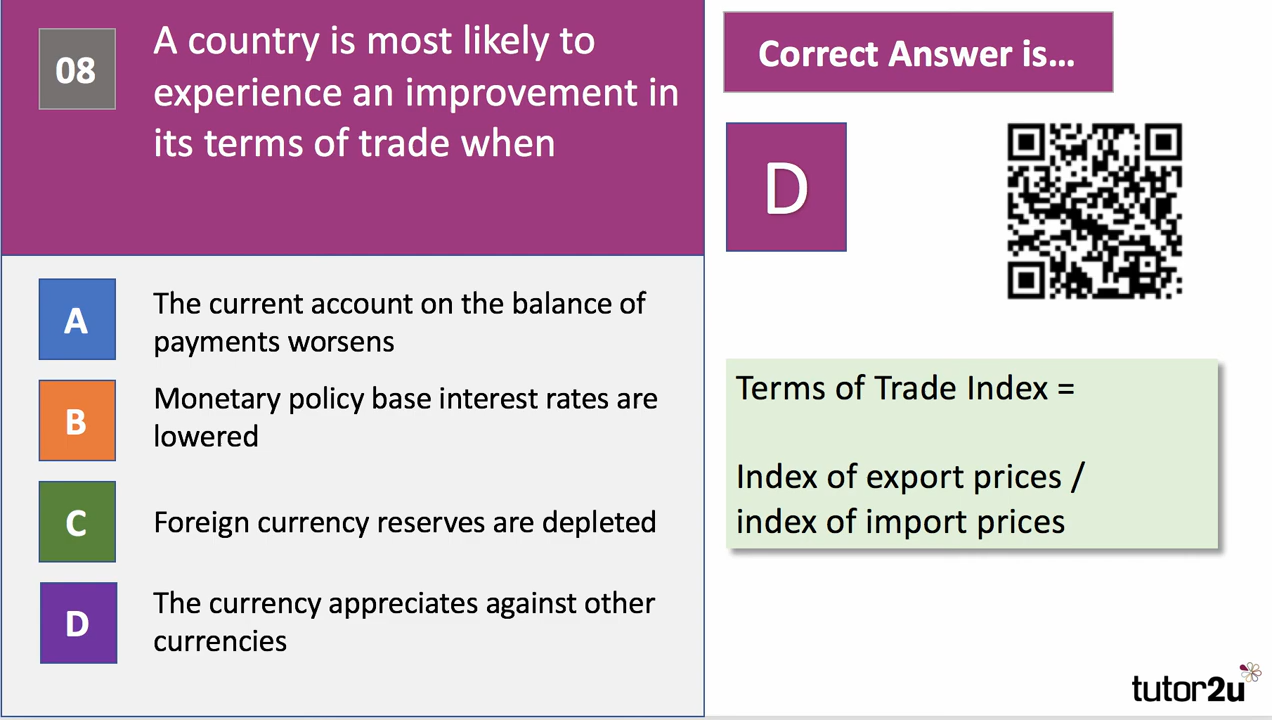 08
A country is most likely to
experience an improvement in
its terms of trade when
A
The current account on the balance of
payments worsens
B
Monetary policy base interest rates are
lowered
C
Foreign currency reserves are depleted
D
The currency appreciates against other
currencies
Correct Answer is...
D
Terms of Trade Index =
Index of export prices /
index of import prices
tutor2u